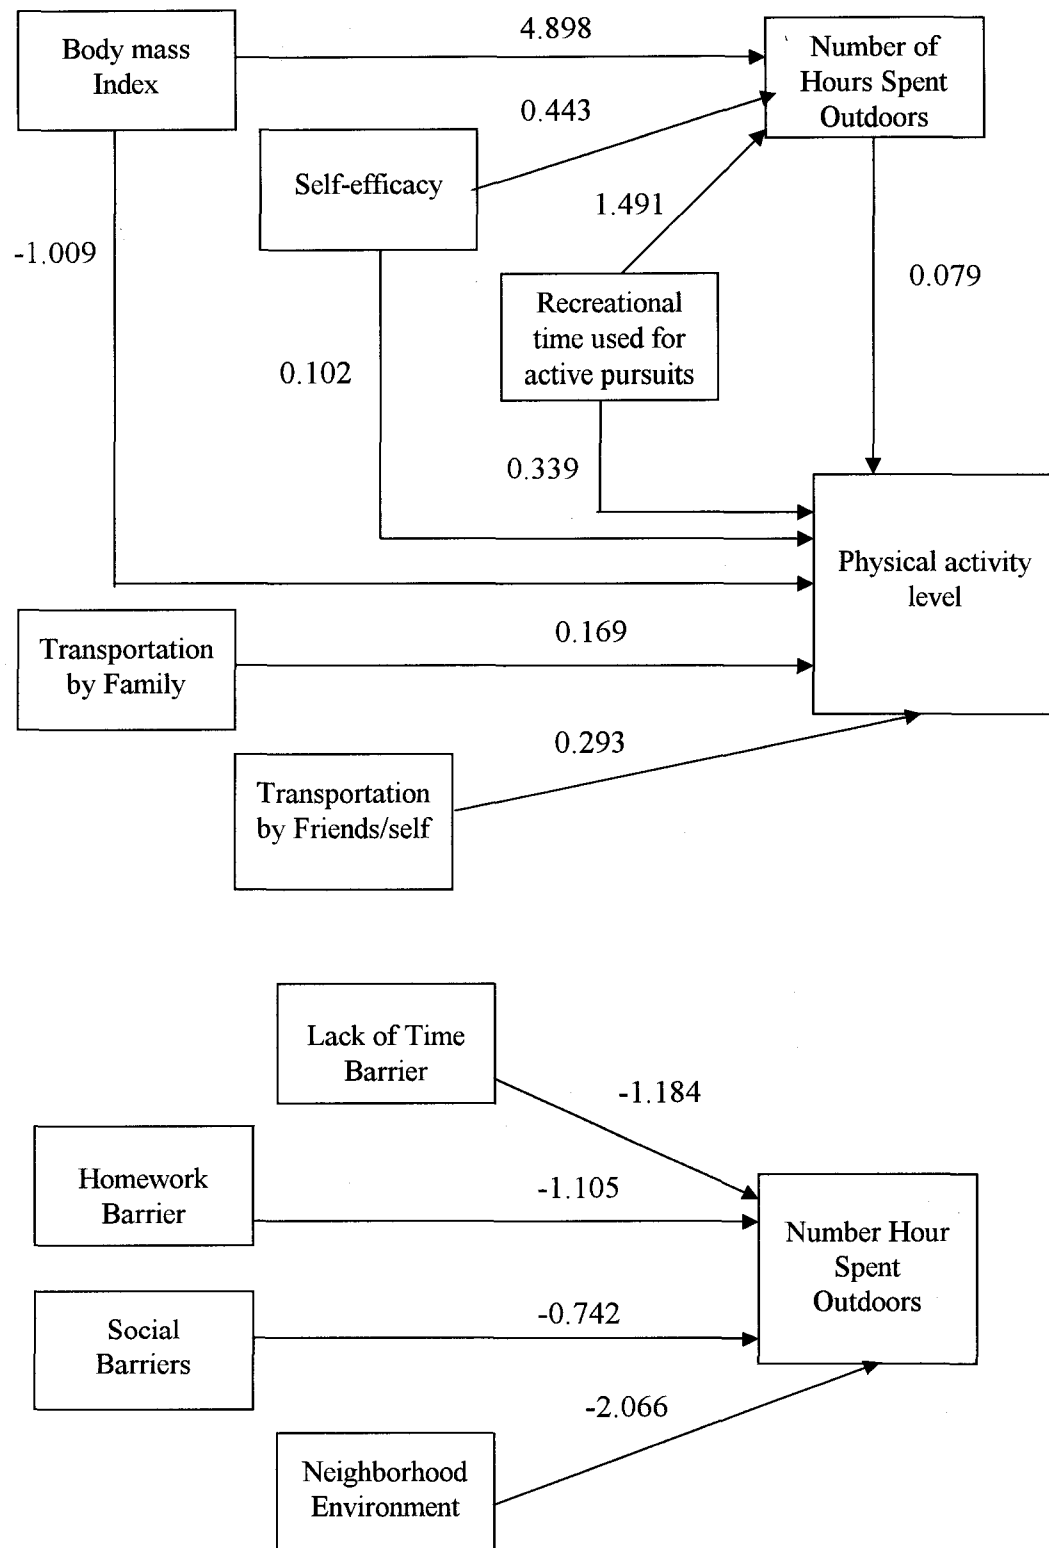 Body mass
Index
4.898
Number of
Hours Spent
Outdoors
0.443
Self-efficacy
1.491
-1.009
0.079
Recreational
time used for
active pursuits
0.102
0.339
Physical activity
level
Transportation
by Family
0.169
0.293
Transportation
by Friends/self
Lack of Time
Barrier
-1.184
Homework
Barrier
-1.105
Number Hour
Spent
Outdoors
Social
Barriers
-0.742
-2.066
Neighborhood
Environment